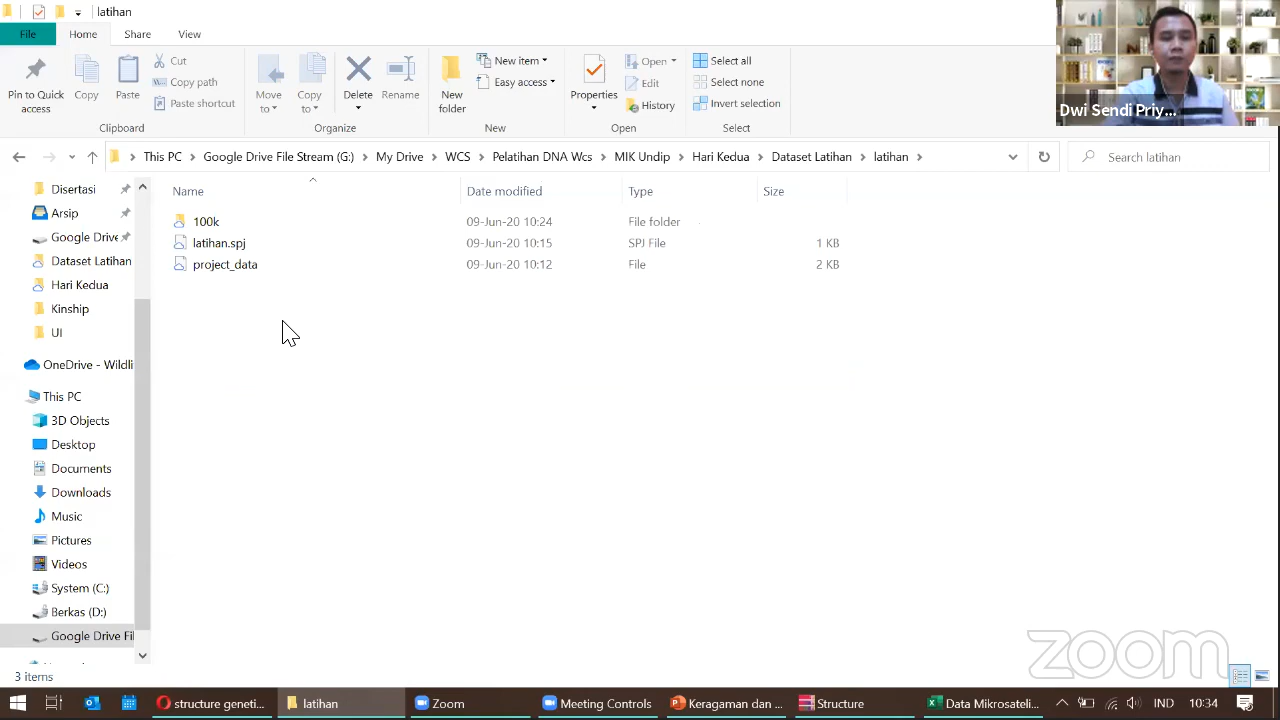 latihan
File Home Share View
Pin to Quick access
Copy
Paste
Cut
Copy path
Paste shortcut
Clipboard
Move to
Copy to
Delete
Rename
Organize
New folder
New item
Easy access
New
Properties
Open
Edit
History
Open
Select all
Select none
Invert selection
Select
Dwi Sendi Priy...
This PC Google Drive File Stream (G:) My Drive WCS Pelatihan DNA Wcs MIK Undip Hari Kedua Dataset Latihan latihan
Search latihan
Disertasi
Arsip
Google Drive
Dataset Latihan
Hari Kedua
Kinship
UI
OneDrive - Wildli
This PC
3D Objects
Desktop
Documents
Downloads
Music
Pictures
Videos
System (C:)
Berkas (D:)
Google Drive Fil
Name Date modified Type Size
100k 09-Jun-20 10:24 File folder
latihan.spj 09-Jun-20 10:15 SPJ File 1 KB
project_data 09-Jun-20 10:12 File 2 KB
zoom
3 items
structure geneti... latihan Zoom Meeting Controls Keragaman dan ... Structure Data Mikrosateli... IND 10:34